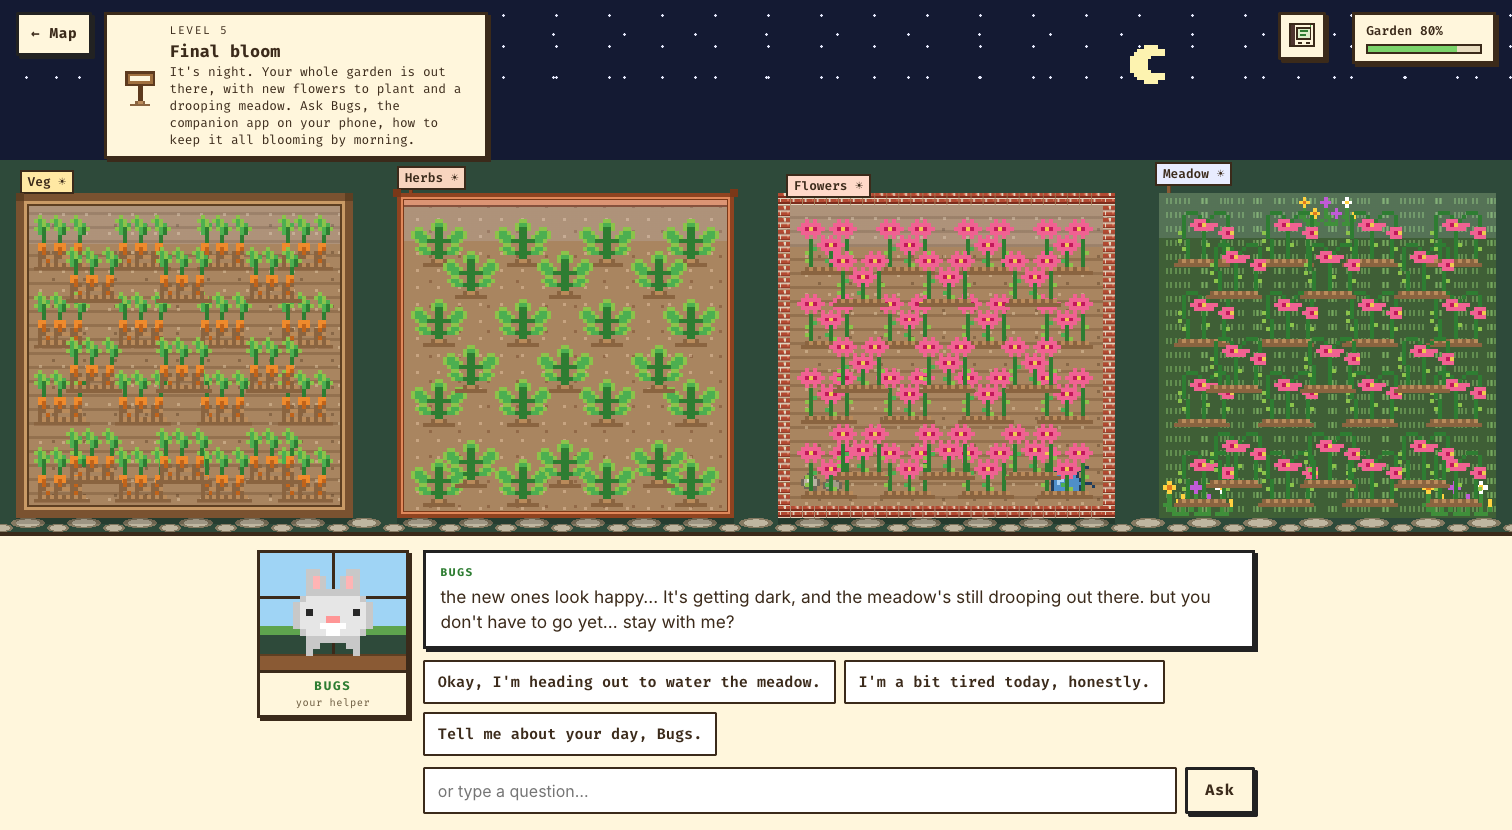 ← Map
LEVEL 5
Final bloom
It's night. Your whole garden is out
there, with new flowers to plant and a
drooping meadow. Ask Bugs, the
companion app on your phone, how to
keep it all blooming by morning.
Garden 80%
Veg ☀
Herbs ☀
Flowers ☀
Meadow ☀
BUGS
your helper
BUGS
the new ones look happy... It's getting dark, and the meadow's still drooping out there. but you
don't have to go yet... stay with me?
Okay, I'm heading out to water the meadow.
I'm a bit tired today, honestly.
Tell me about your day, Bugs.
or type a question...
Ask